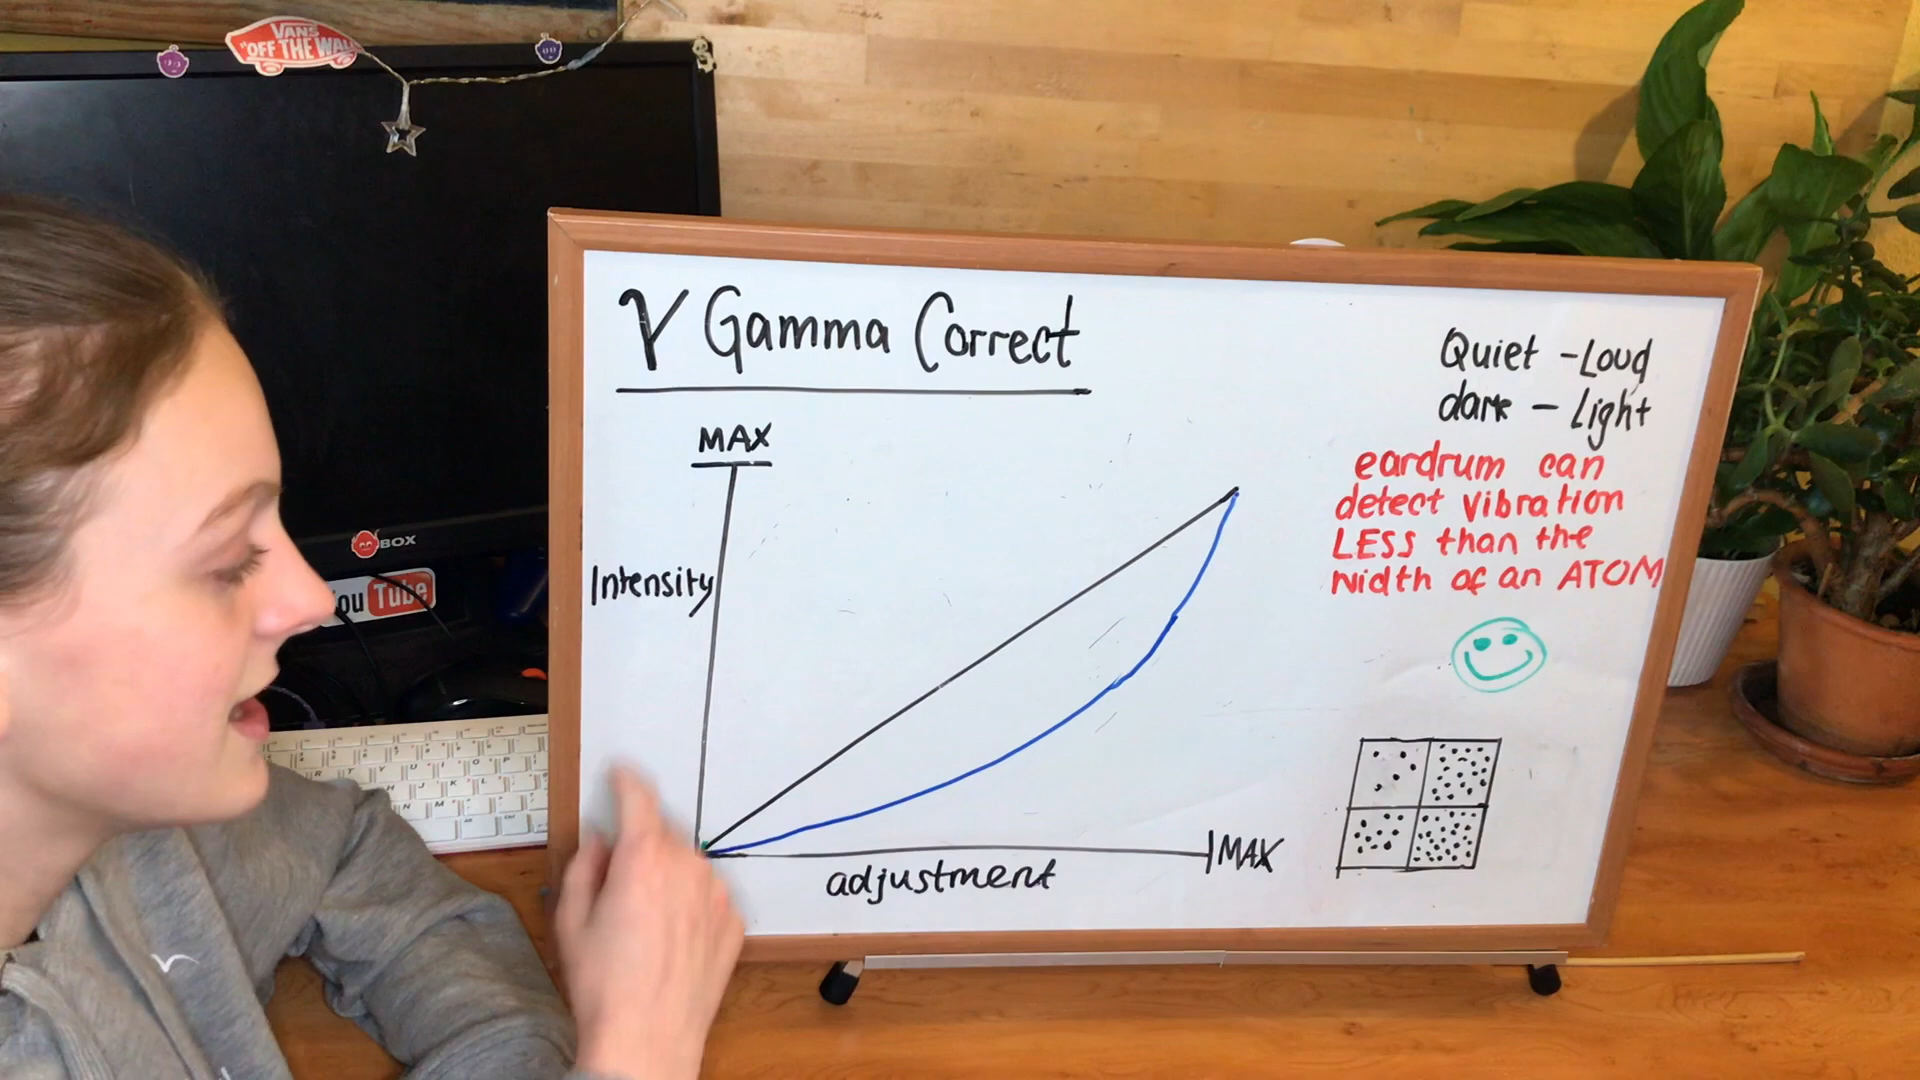 VANS
"OFF THE WALL
BOX
You Tube
γ Gamma Correct
MAX
Intensity
adjustment
MAX
Quiet - Loud
dark - Light
eardrum can
detect vibration
LESS than the
width of an ATOM